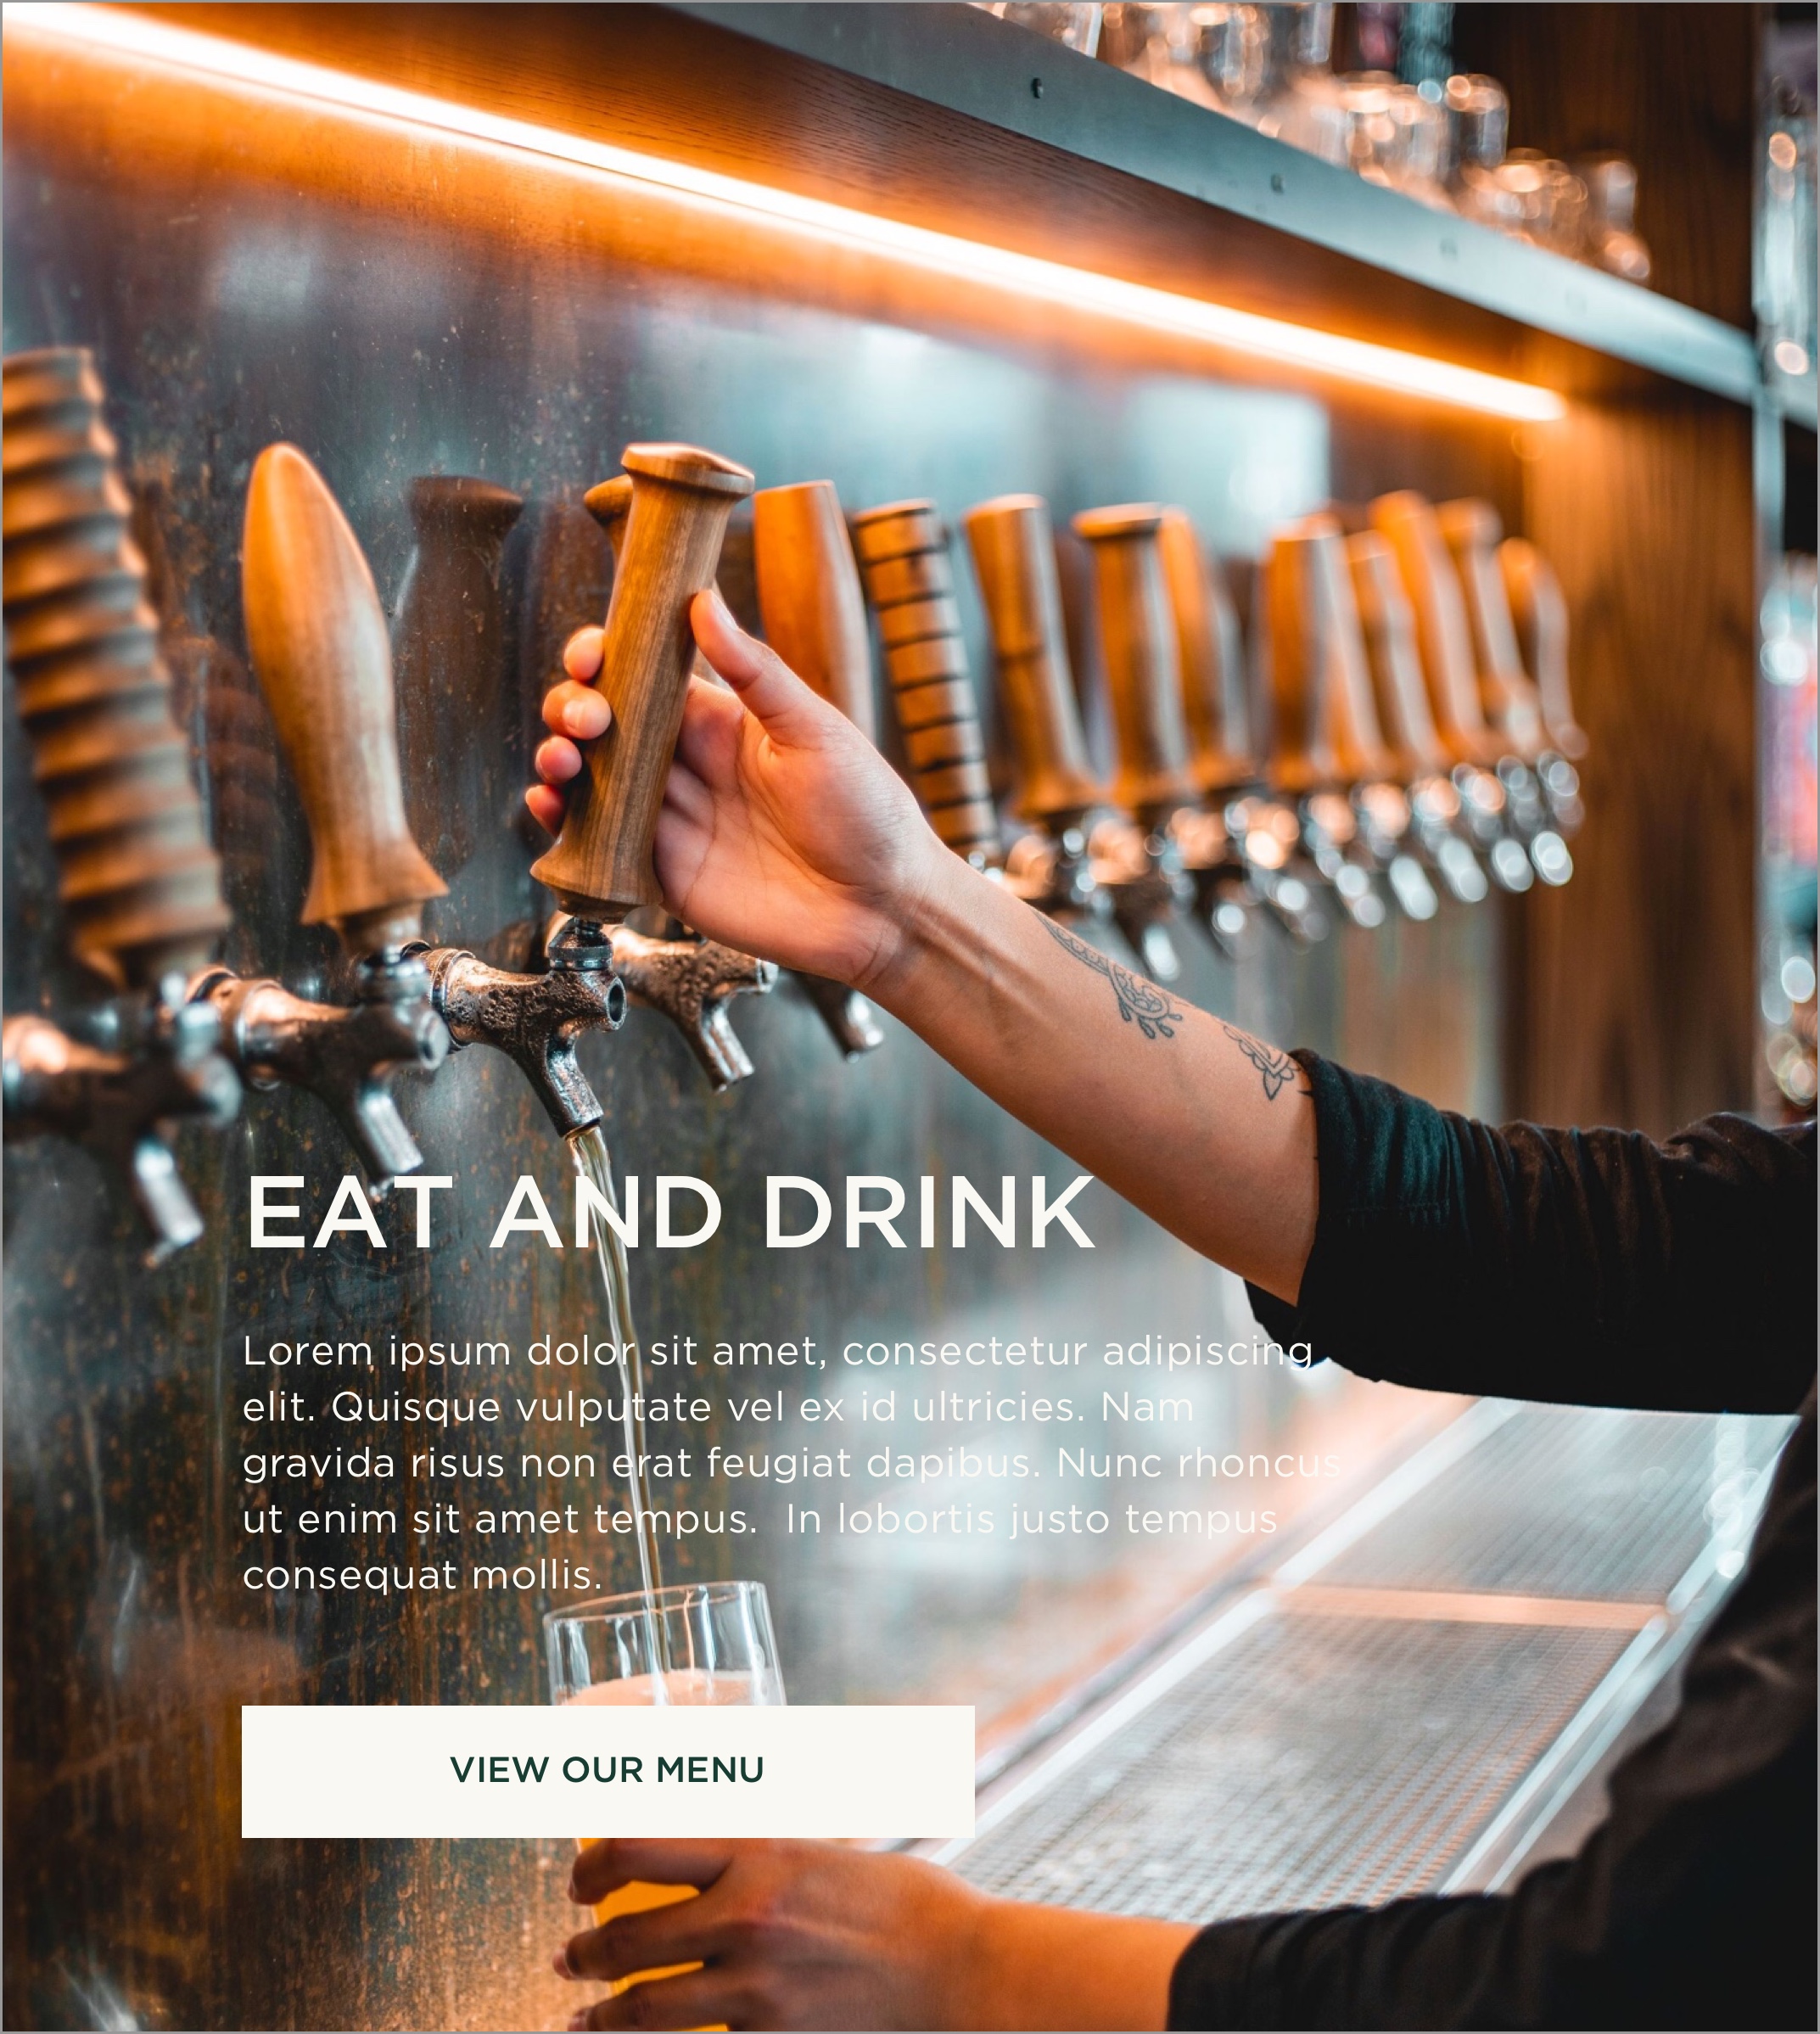 EAT AND DRINK
Lorem ipsum dolor sit amet, consectetur adipiscing
elit. Quisque vulputate vel ex id ultricies. Nam
gravida risus non erat feugiat dapibus. Nunc rhoncus
ut enim sit amet tempus.  In lobortis justo tempus
consequat mollis.
VIEW OUR MENU